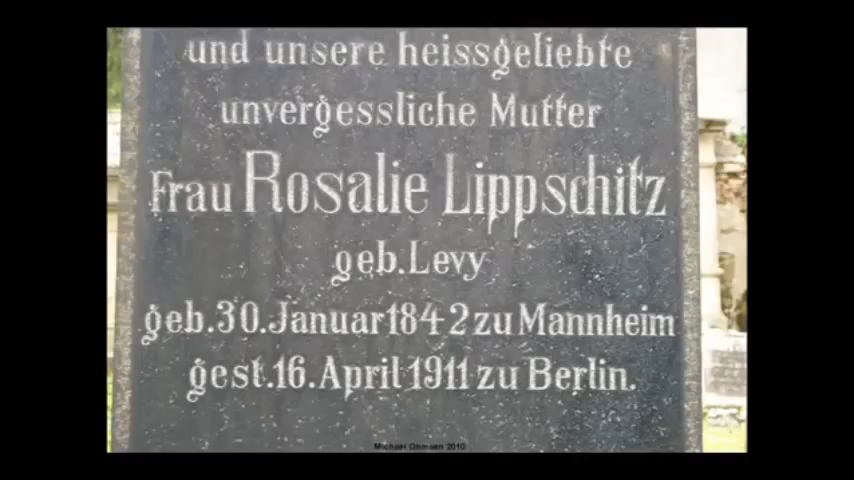 und unsere heissgeliebte
unvergessliche Mutter
Frau Rosalie Lippschitz
geb. Levy
geb. 30. Januar 1842 zu Mannheim
gest. 16. April 1911 zu Berlin.
Michael Ohmsen 2010